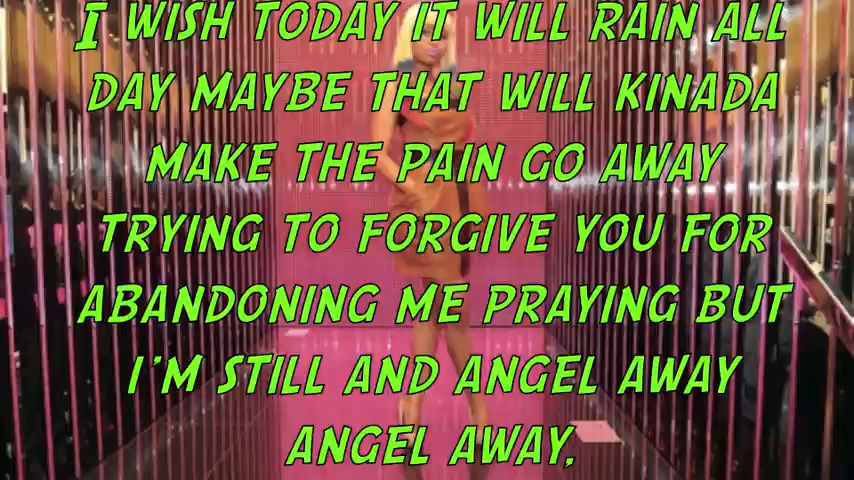 I WISH TODAY IT WILL RAIN ALL
DAY MAYBE THAT WILL KINADA
MAKE THE PAIN GO AWAY
TRYING TO FORGIVE YOU FOR
ABANDONING ME PRAYING BUT
I'M STILL AND ANGEL AWAY
ANGEL AWAY,